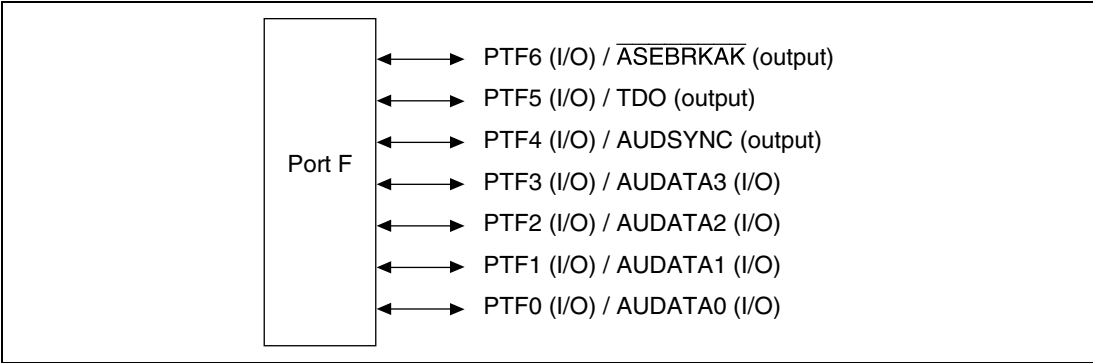 Port F
PTF6 (I/O) / ASEBRKAK (output)
PTF5 (I/O) / TDO (output)
PTF4 (I/O) / AUDSYNC (output)
PTF3 (I/O) / AUDATA3 (I/O)
PTF2 (I/O) / AUDATA2 (I/O)
PTF1 (I/O) / AUDATA1 (I/O)
PTF0 (I/O) / AUDATA0 (I/O)